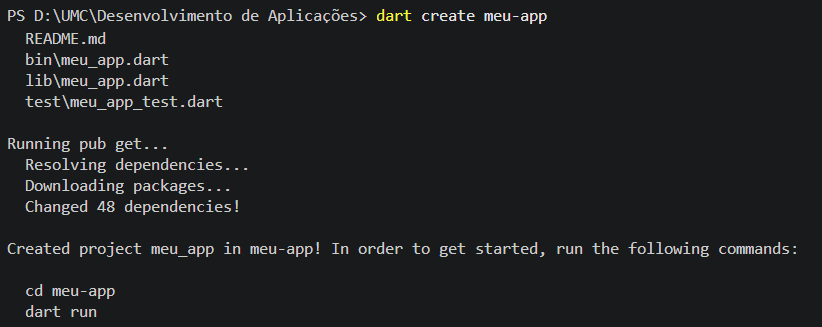 PS D:\UMC\Desenvolvimento de Aplicações> dart create meu-app
README.md
bin\meu_app.dart
lib\meu_app.dart
test\meu_app_test.dart
Running pub get...
Resolving dependencies...
Downloading packages...
Changed 48 dependencies!
Created project meu_app in meu-app! In order to get started, run the following commands:
cd meu-app
dart run